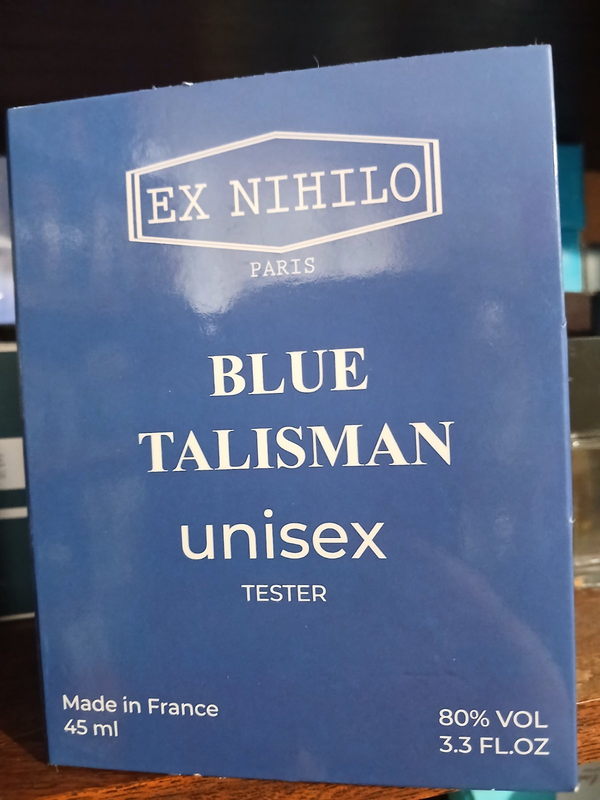 EX NIHILO
PARIS
BLUE
TALISMAN
unisex
TESTER
Made in France
45 ml
80% VOL
3.3 FL.OZ